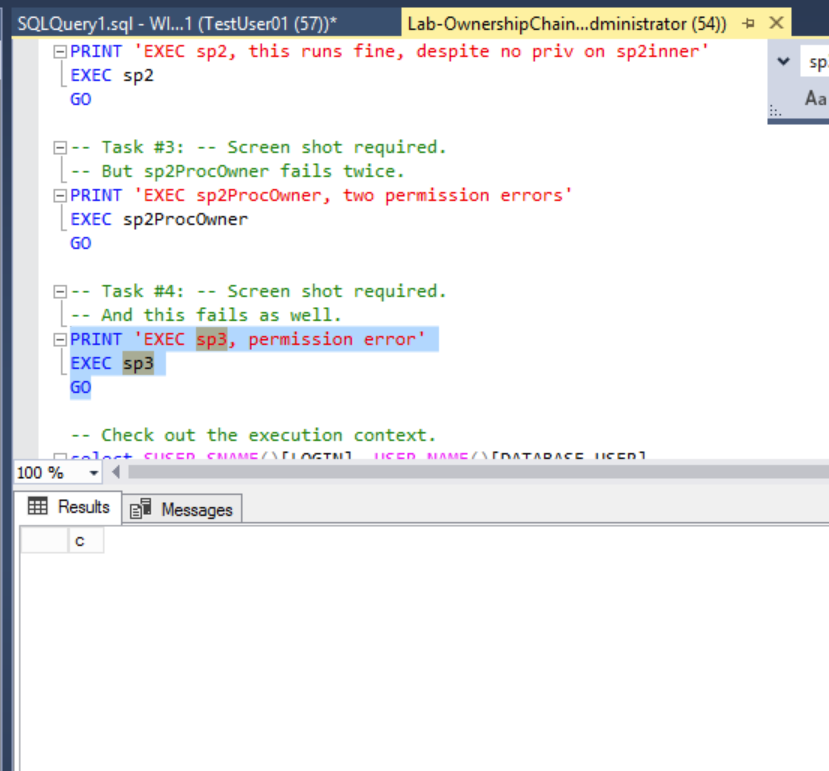 SQLQuery1.sql - WI...1 (TestUser01 (57))*
Lab-OwnershipChain...dministrator (54))
PRINT 'EXEC sp2, this runs fine, despite no priv on sp2inner'
EXEC sp2
GO
sp
Aa
-- Task #3: -- Screen shot required.
-- But sp2ProcOwner fails twice.
PRINT 'EXEC sp2ProcOwner, two permission errors'
EXEC sp2ProcOwner
GO
-- Task #4: -- Screen shot required.
-- And this fails as well.
PRINT 'EXEC sp3, permission error'
EXEC sp3
GO
-- Check out the execution context.
select SUSER_SNAME()[LOGIN], USER_NAME()[DATABASE_USER]
100 %
Results
Messages
c